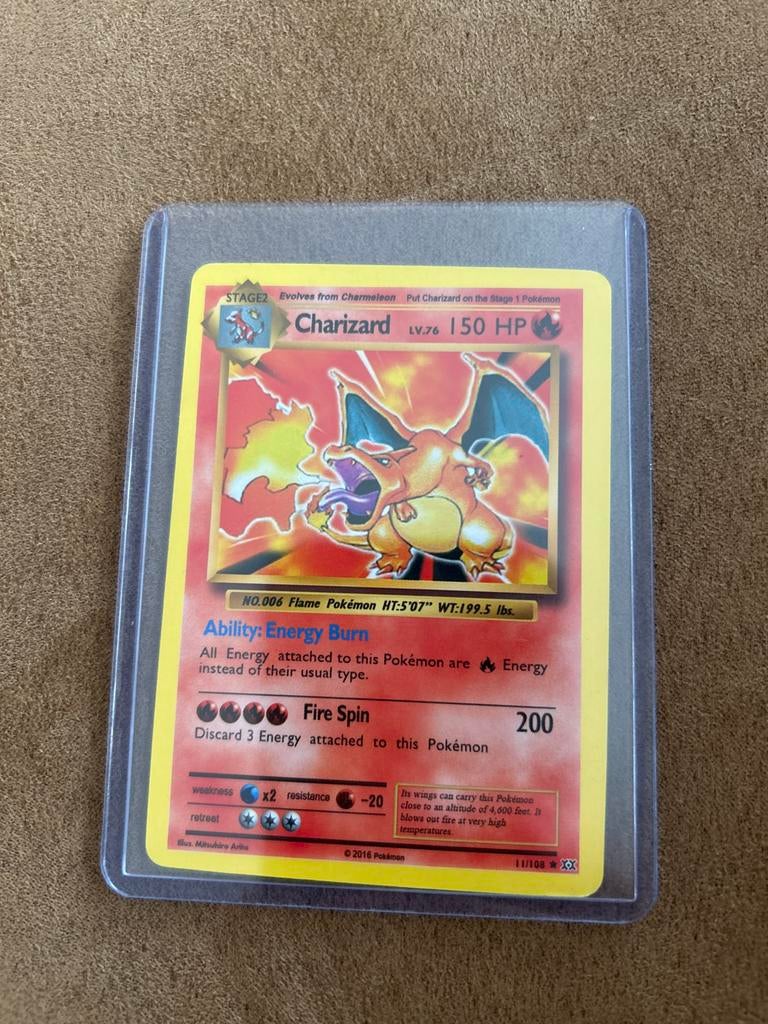 STAGE2 Evolves from Charmeleon Put Charizard on the Stage 1 Pokémon
Charizard LV.76 150 HP
NO.006 Flame Pokémon HT:5'07" WT:199.5 lbs.
Ability: Energy Burn
All Energy attached to this Pokémon are Energy
instead of their usual type.
Fire Spin 200
Discard 3 Energy attached to this Pokémon
weakness x2 resistance -20
retreat
Its wings can carry this Pokémon
close to an altitude of 4,600 feet. It
blows out fire at very high
temperatures.
Illus. Mitsuhiro Arita
© 2016 Pokémon
11/108 ★ XY